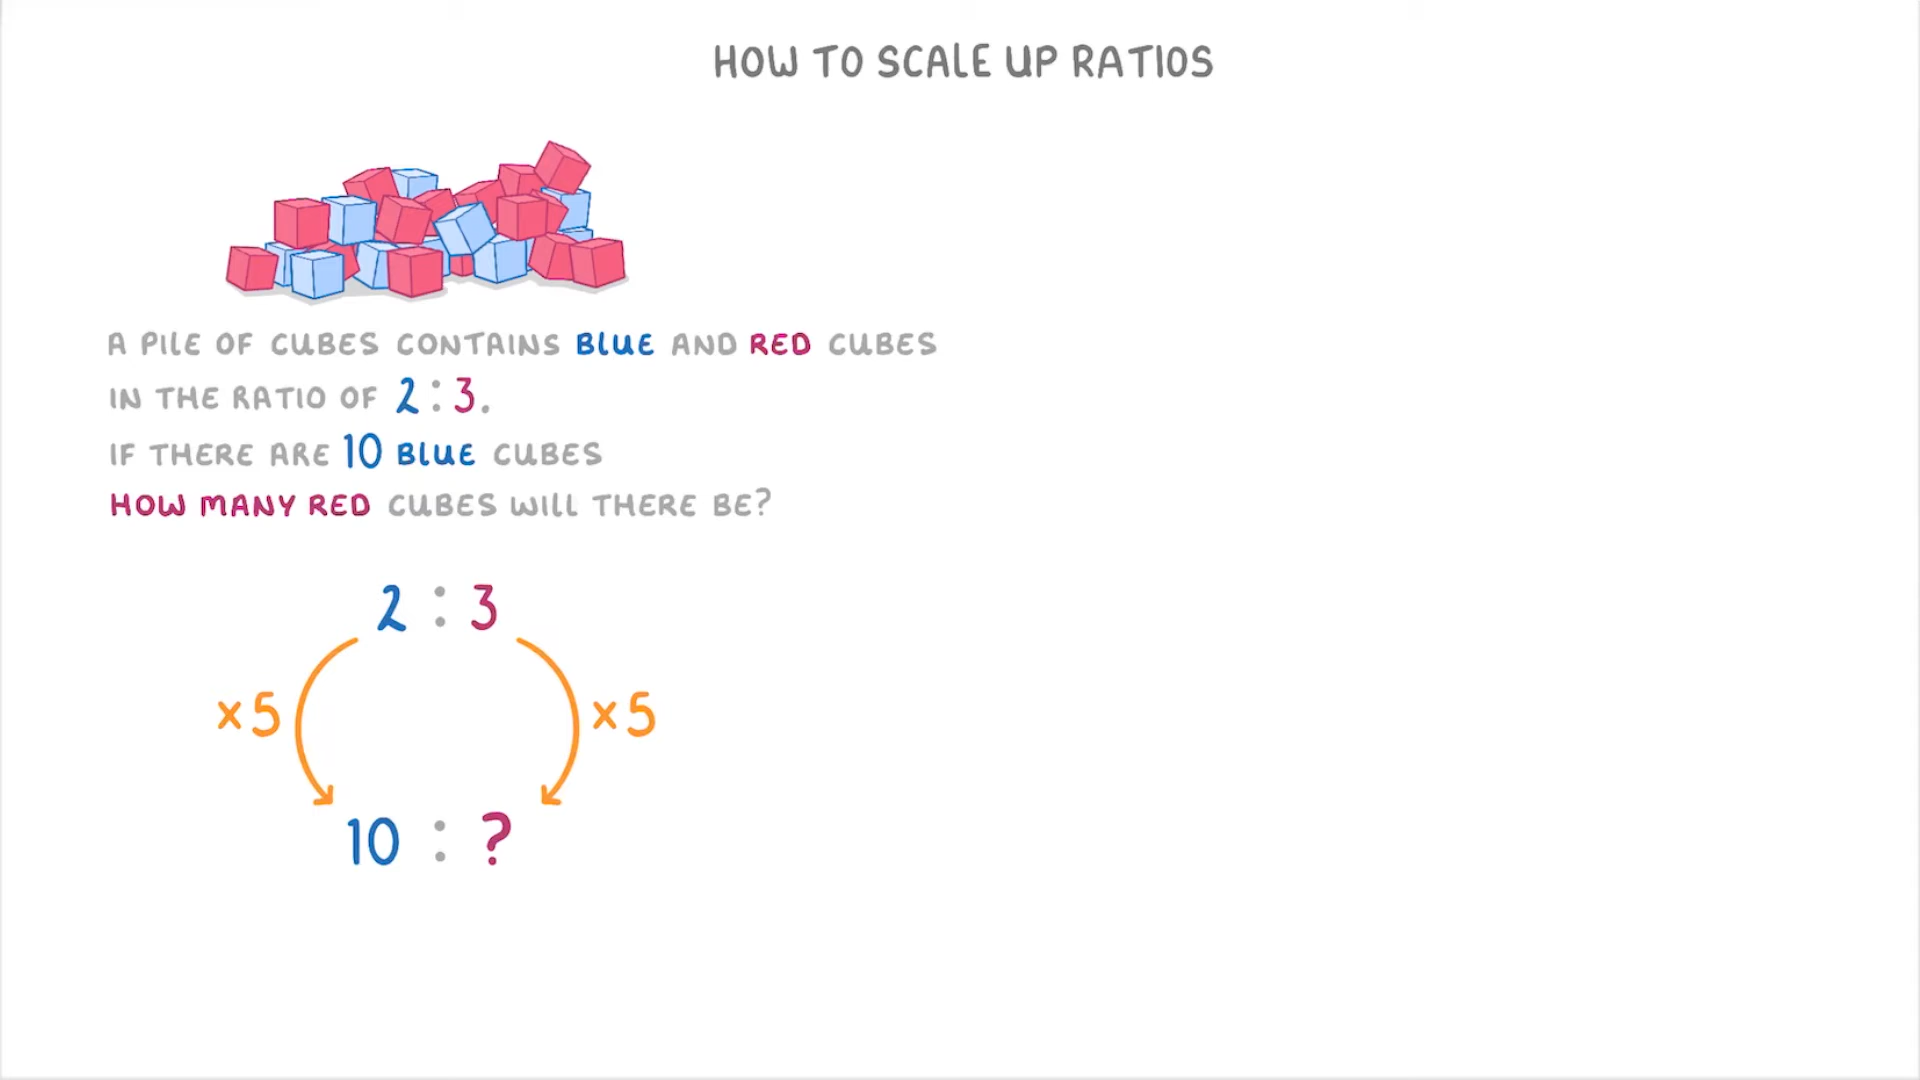 HOW TO SCALE UP RATIOS
A PILE OF CUBES CONTAINS BLUE AND RED CUBES
IN THE RATIO OF 2 : 3.
IF THERE ARE 10 BLUE CUBES
HOW MANY RED CUBES WILL THERE BE?
2 : 3
×5 ×5
10 : ?